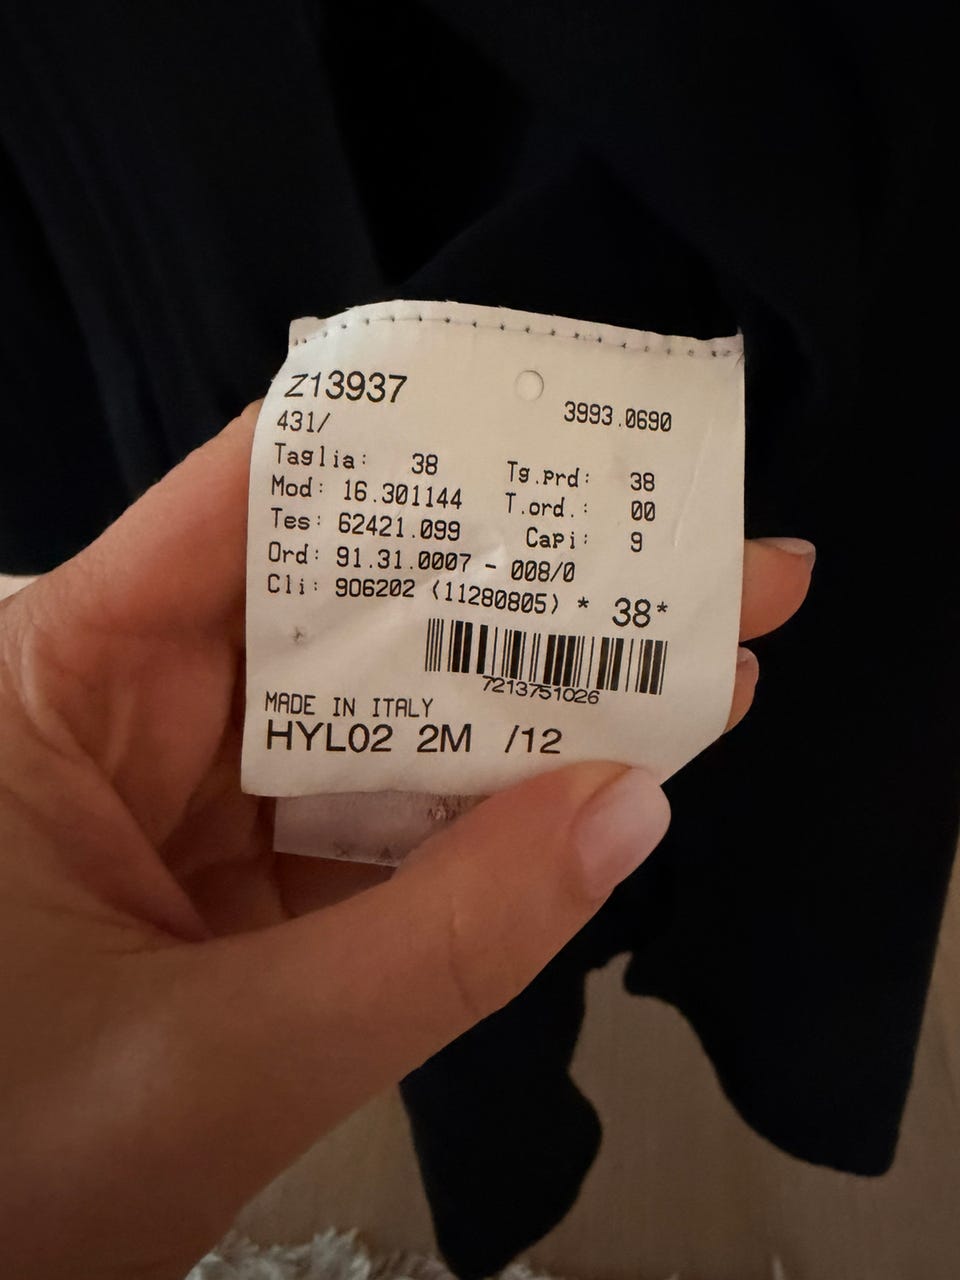 Z13937
3993.0690
431/
Taglia: 38 Tg.prd: 38
Mod: 16.301144 T.ord.: 00
Tes: 62421.099 Capi: 9
Ord: 91.31.0007 - 008/0
Cli: 906202 (11280805) * 38*
7213751026
MADE IN ITALY
HYL02 2M /12